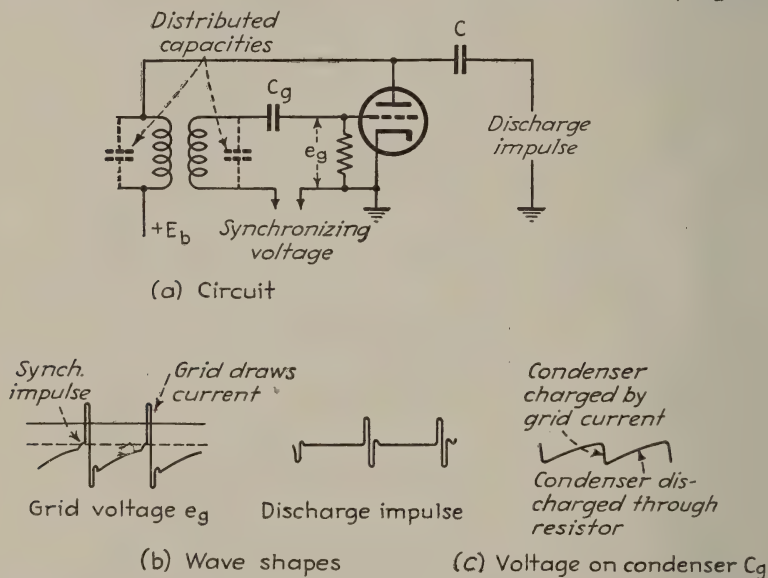 Distributed
capacities
C
Cg
eg
Discharge
impulse
+Eb
Synchronizing
voltage
(a) Circuit
Synch.
impulse
Grid draws
current
Grid voltage eg
Discharge impulse
Condenser
charged by
grid current
Condenser dis-
charged through
resistor
(b) Wave shapes
(c) Voltage on condenser Cg